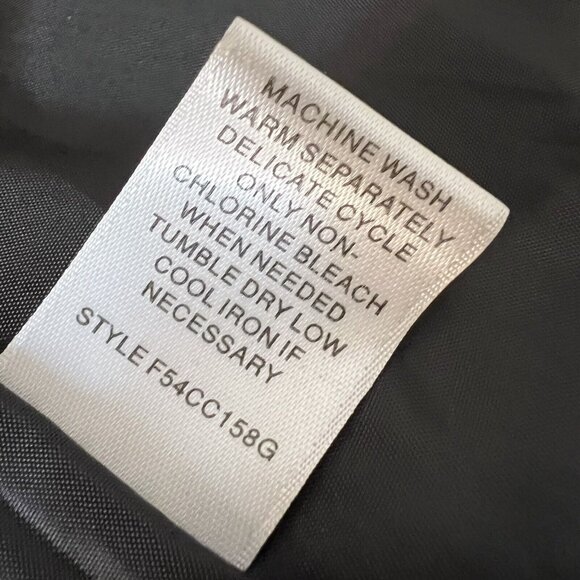 MACHINE WASH
WARM SEPARATELY
DELICATE CYCLE
ONLY NON-
CHLORINE BLEACH
WHEN NEEDED
TUMBLE DRY LOW
COOL IRON IF
NECESSARY
STYLE F54CC158G